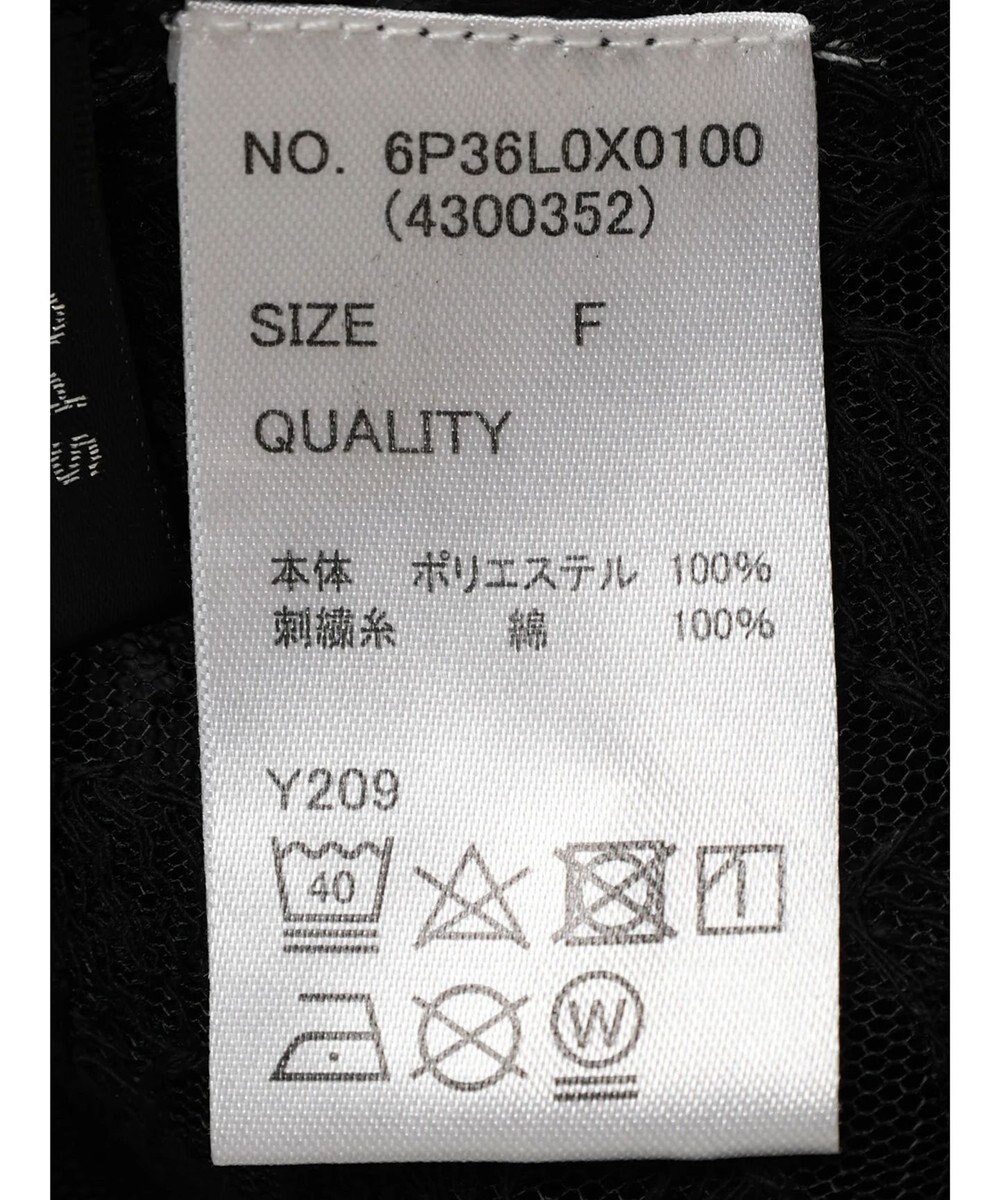 NO. 6P36L0X0100
(4300352)
SIZE F
QUALITY
本体 ポリエステル 100%
刺繍糸 綿 100%
Y209
40
W